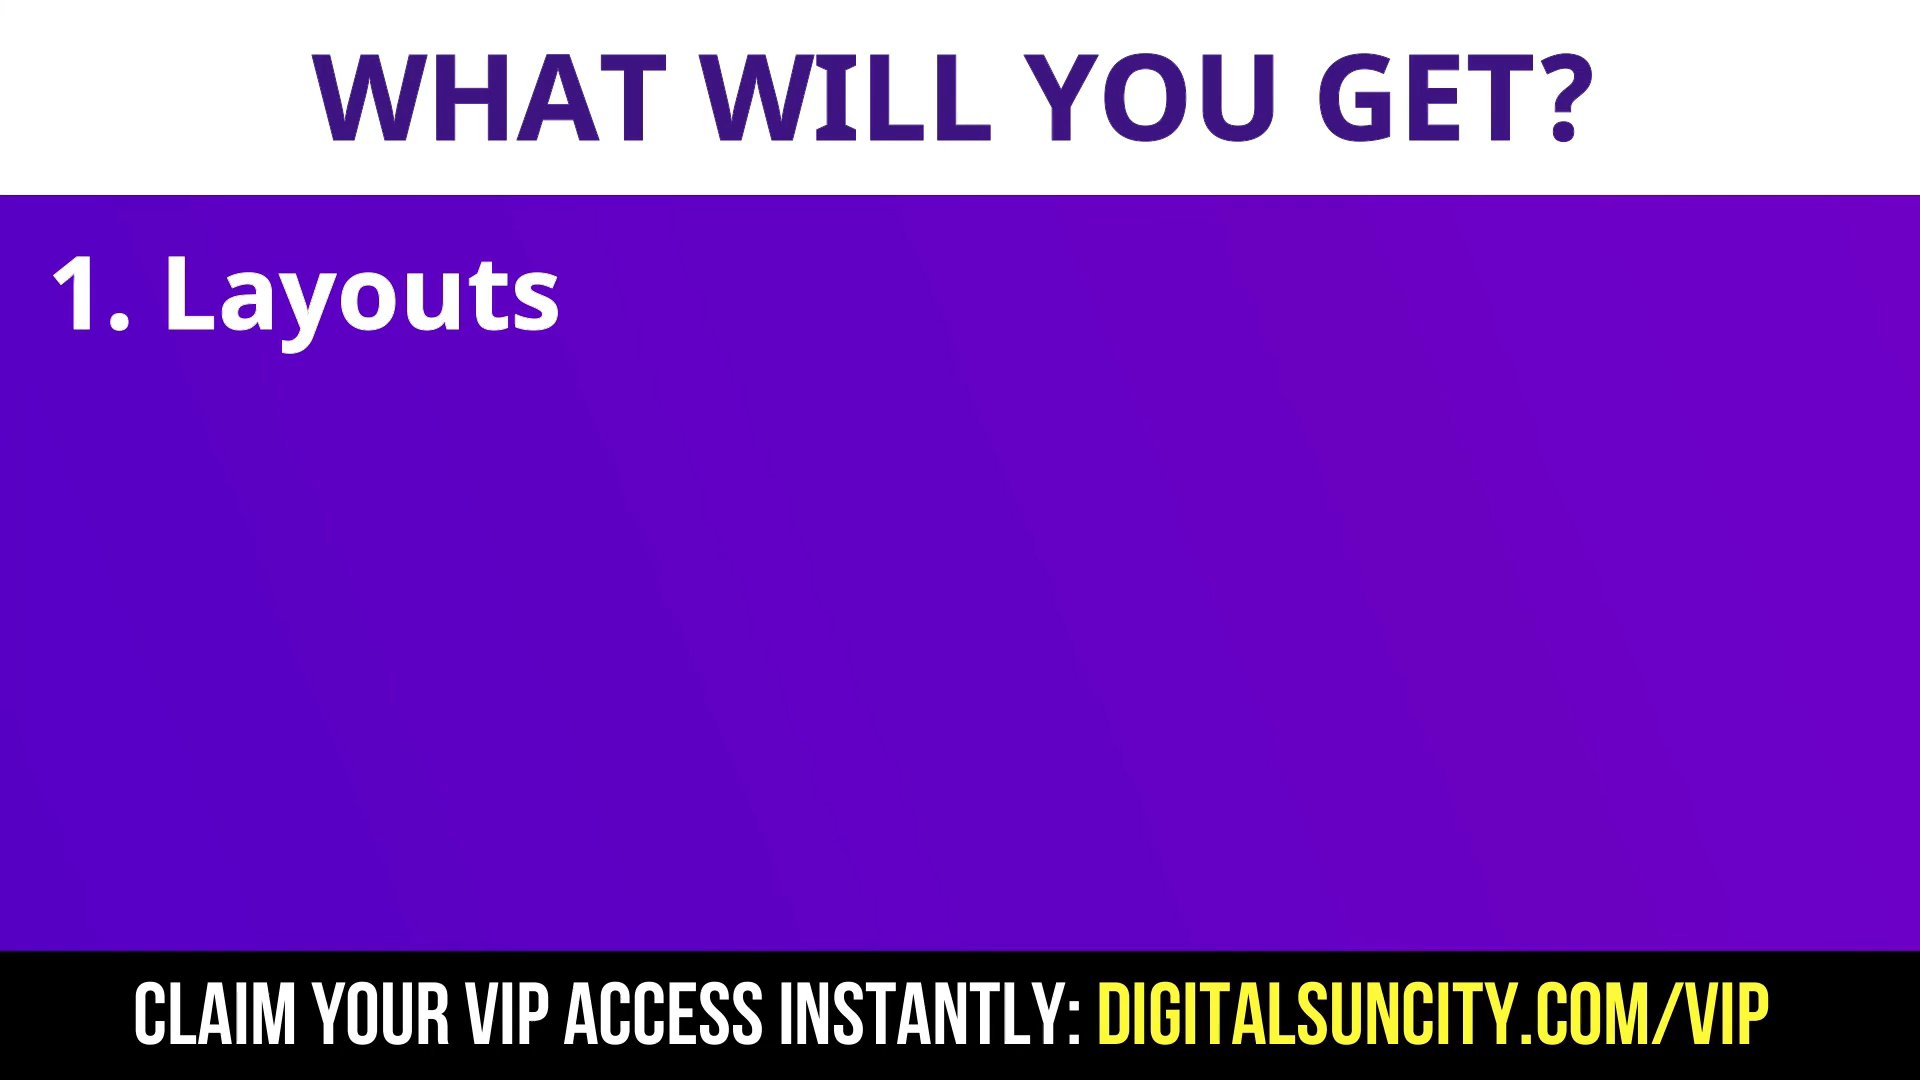 WHAT WILL YOU GET?
1. Layouts
CLAIM YOUR VIP ACCESS INSTANTLY: DIGITALSUNCITY.COM/VIP